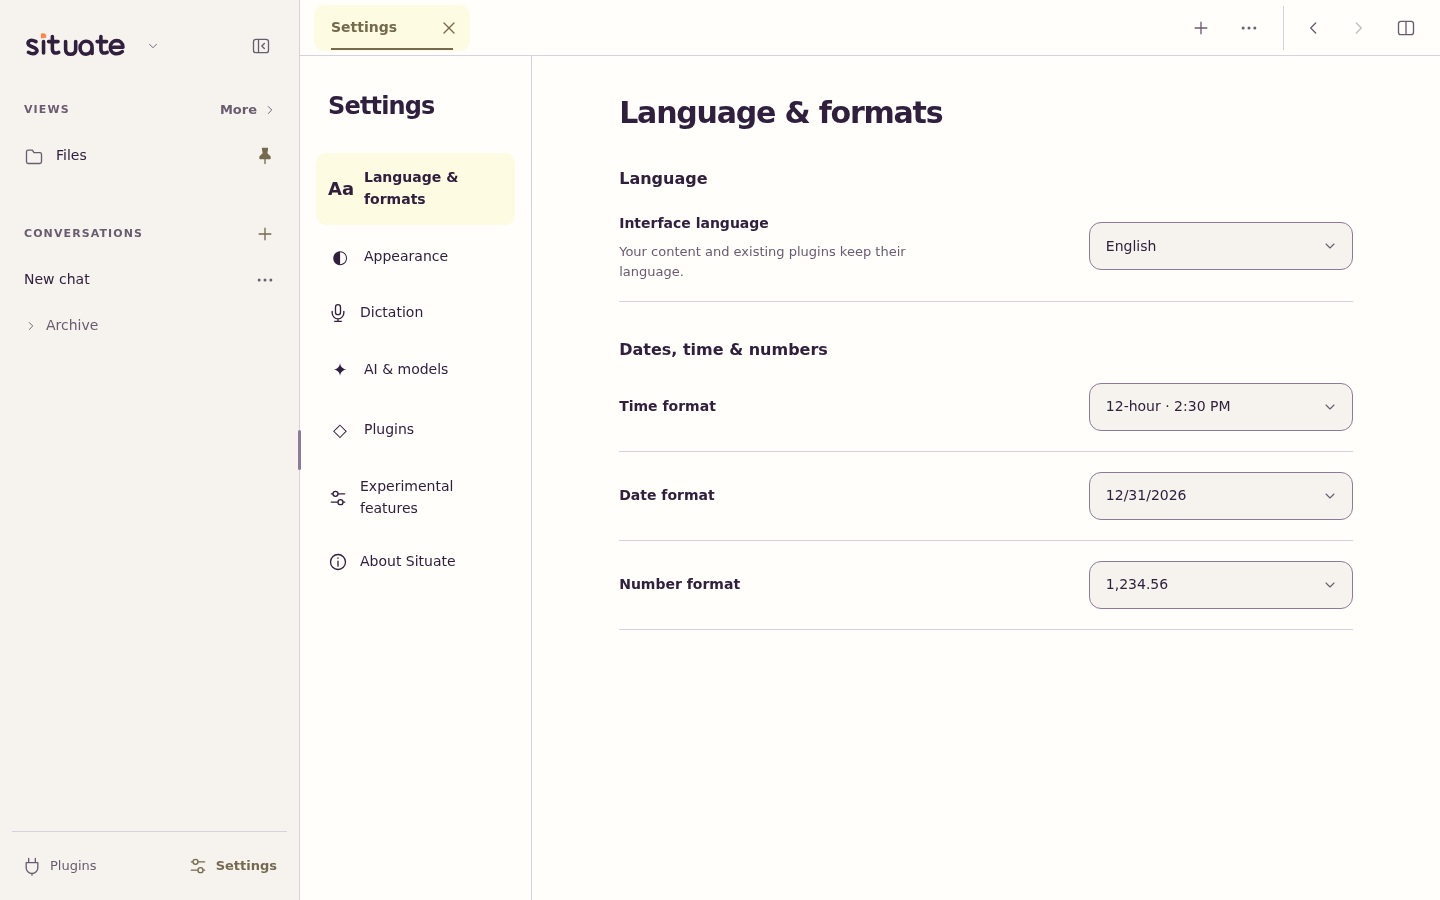 situate
VIEWS
More
Files
CONVERSATIONS
New chat
Archive
Plugins
Settings
Settings
Settings
Aa
Language &
formats
Appearance
Dictation
AI & models
Plugins
Experimental
features
About Situate
Language & formats
Language
Interface language
Your content and existing plugins keep their
language.
English
Dates, time & numbers
Time format
12-hour · 2:30 PM
Date format
12/31/2026
Number format
1,234.56